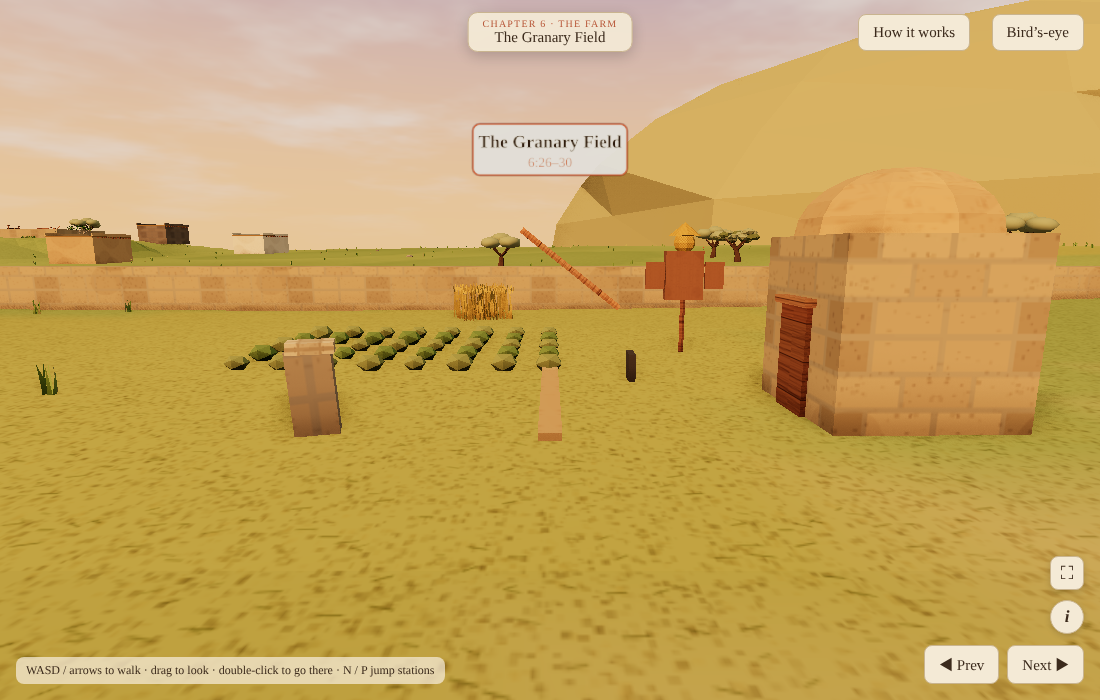 CHAPTER 6 · THE FARM
The Granary Field
How it works
Bird's-eye
The Granary Field
6:26–30
i
WASD / arrows to walk · drag to look · double-click to go there · N / P jump stations
◀ Prev
Next ▶